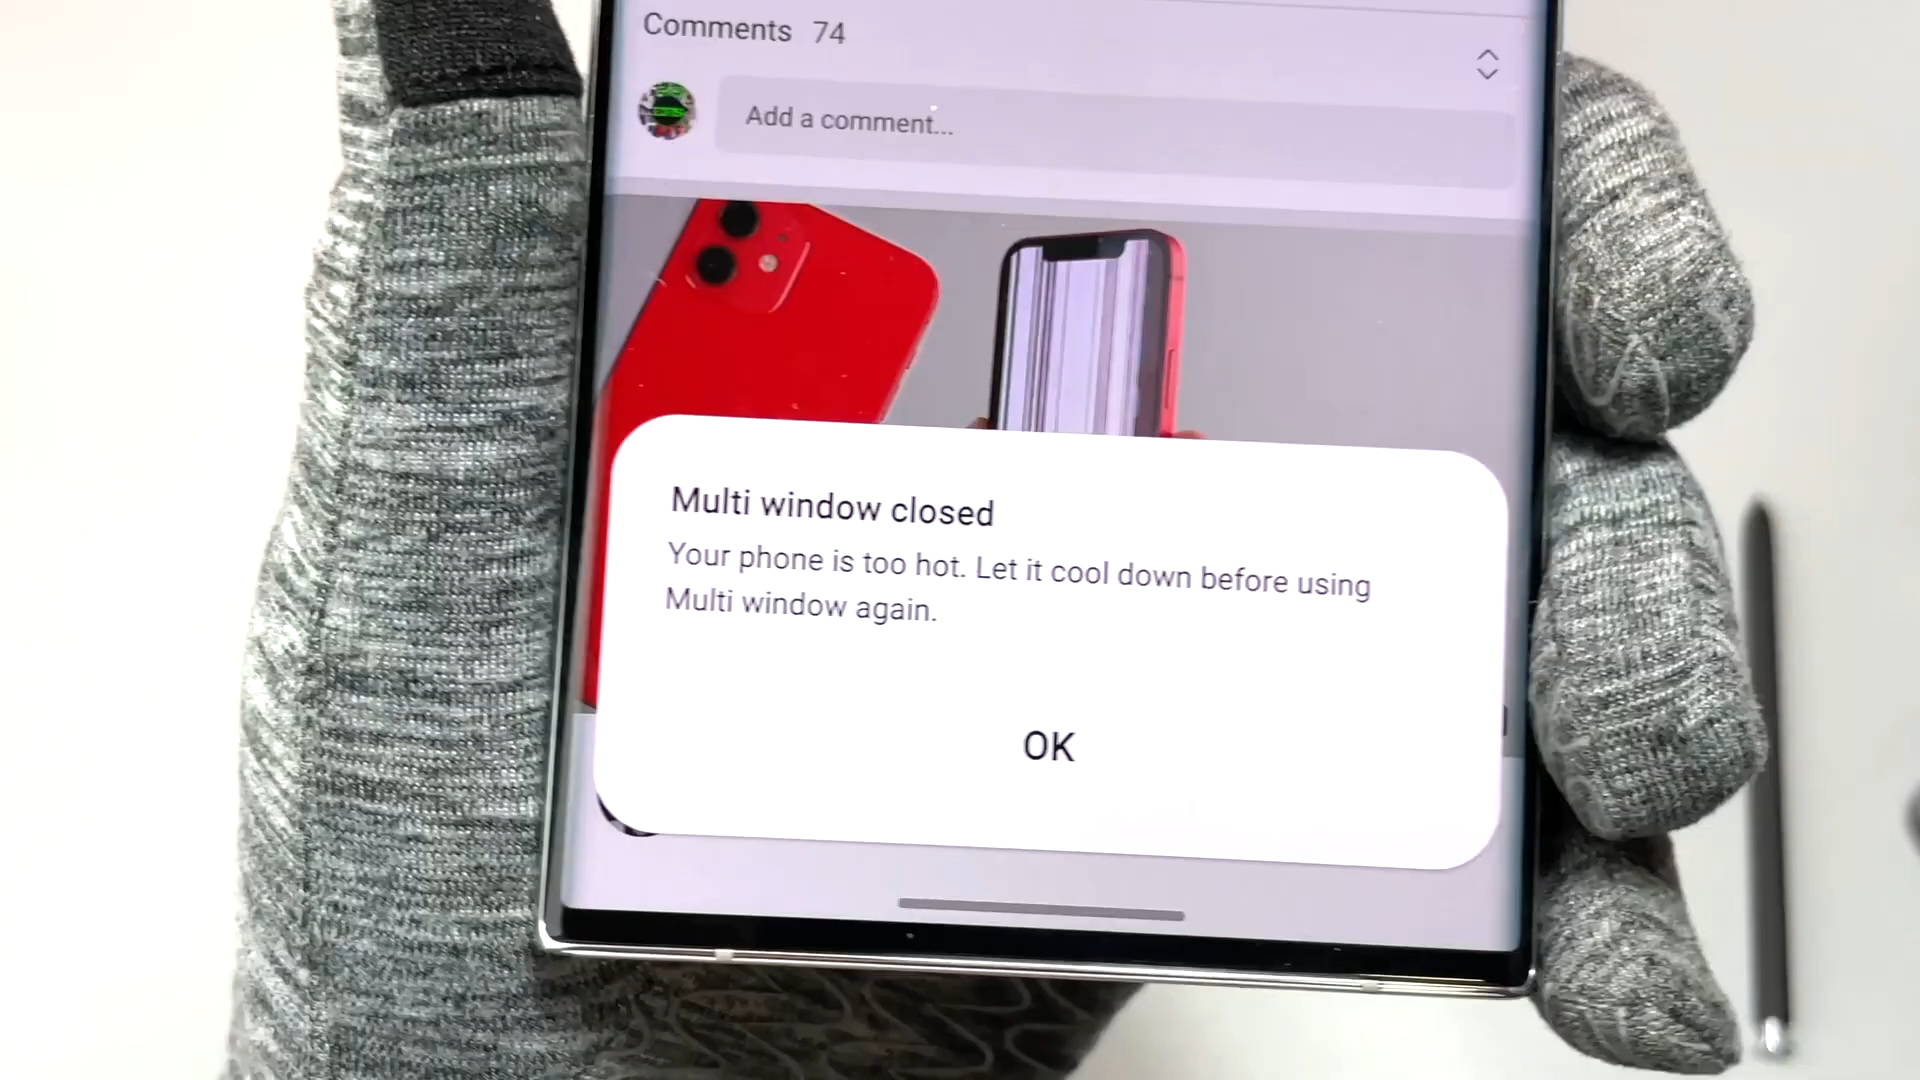 Comments 74
Add a comment...
Multi window closed
Your phone is too hot. Let it cool down before using
Multi window again.
OK